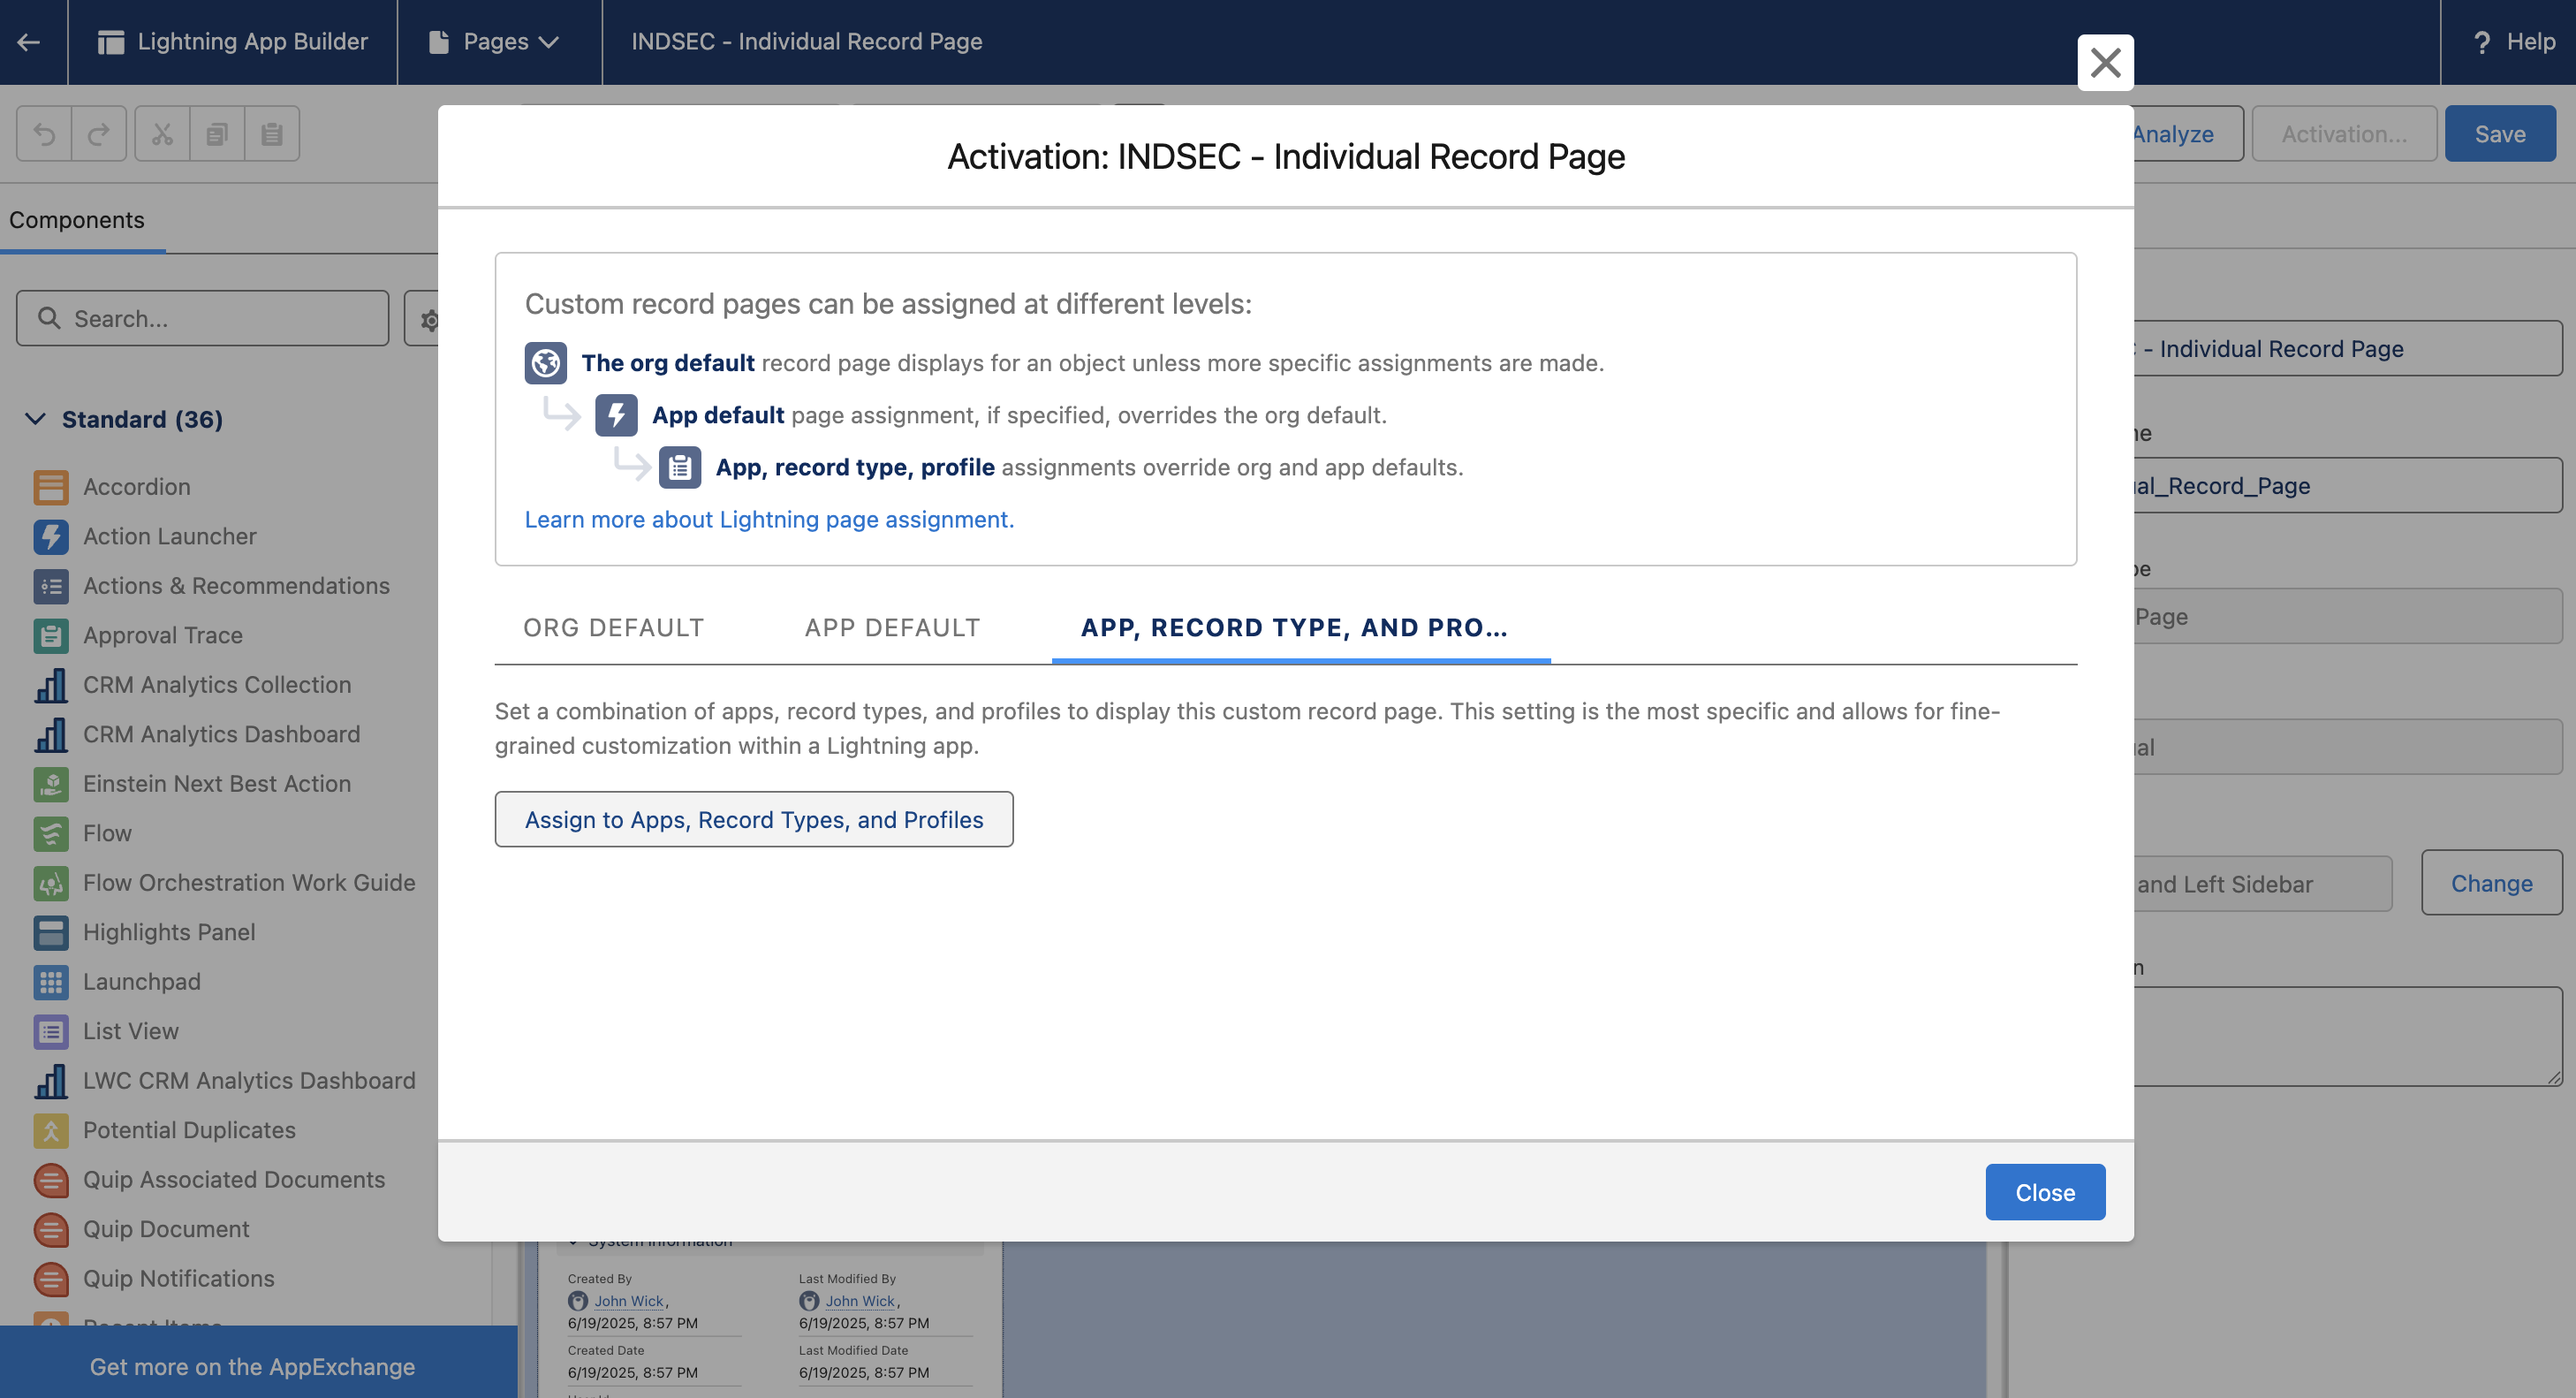 Lightning App Builder
Pages
INDSEC - Individual Record Page
? Help
Analyze
Activation...
Save
Components
Search...
Standard (36)
Accordion
Action Launcher
Actions & Recommendations
Approval Trace
CRM Analytics Collection
CRM Analytics Dashboard
Einstein Next Best Action
Flow
Flow Orchestration Work Guide
Highlights Panel
Launchpad
List View
LWC CRM Analytics Dashboard
Potential Duplicates
Quip Associated Documents
Quip Document
Quip Notifications
Get more on the AppExchange
Activation: INDSEC - Individual Record Page
Custom record pages can be assigned at different levels:
The org default record page displays for an object unless more specific assignments are made.
App default page assignment, if specified, overrides the org default.
App, record type, profile assignments override org and app defaults.
Learn more about Lightning page assignment.
ORG DEFAULT
APP DEFAULT
APP, RECORD TYPE, AND PRO...
Set a combination of apps, record types, and profiles to display this custom record page. This setting is the most specific and allows for fine-
grained customization within a Lightning app.
Assign to Apps, Record Types, and Profiles
Close
System Information
Created By
John Wick,
6/19/2025, 8:57 PM
Last Modified By
John Wick,
6/19/2025, 8:57 PM
Created Date
6/19/2025, 8:57 PM
Last Modified Date
6/19/2025, 8:57 PM
- Individual Record Page
al_Record_Page
Page
and Left Sidebar
Change